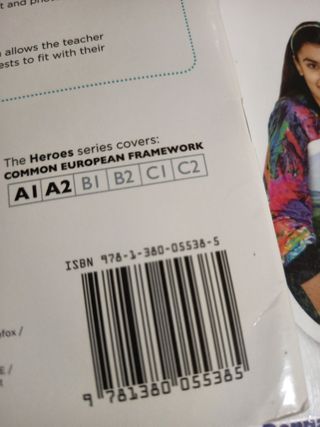 t and pho
allows the teacher
ests to fit with their
The Heroes series covers:
COMMON EUROPEAN FRAMEWORK
A1 A2 B1 B2 C1 C2
ISBN 978-1-380-05538-5
9 781380 055385
efox /
E /
t